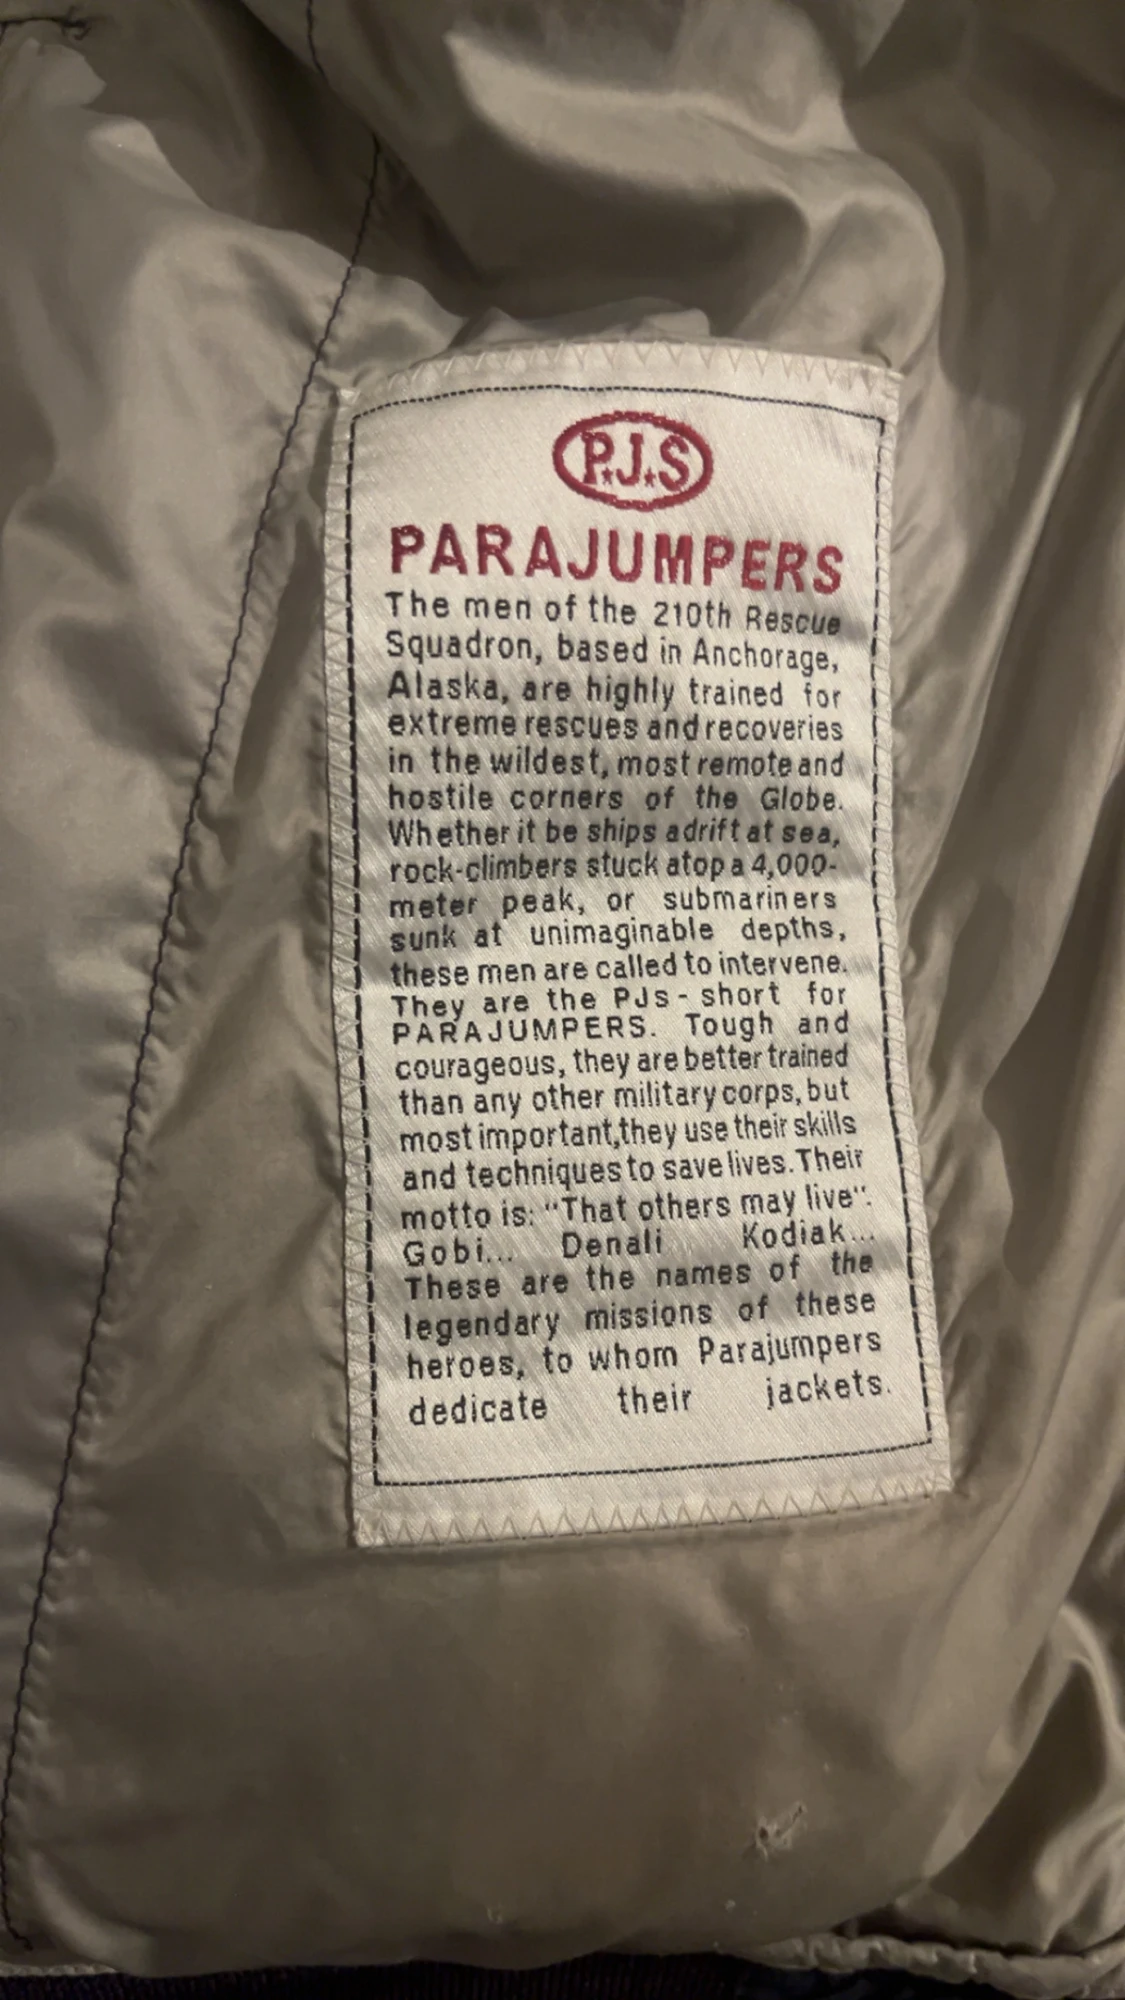 P.J.S
PARAJUMPERS
The men of the 210th Rescue
Squadron, based in Anchorage,
Alaska, are highly trained for
extreme rescues and recoveries
in the wildest, most remote and
hostile corners of the Globe.
Whether it be ships adrift at sea,
rock-climbers stuck atop a 4,000-
meter peak, or submariners
sunk at unimaginable depths,
these men are called to intervene.
They are the PJs - short for
PARAJUMPERS. Tough and
courageous, they are better trained
than any other military corps, but
most important,they use their skills
and techniques to save lives. Their
motto is: "That others may live".
Gobi... Denali Kodiak...
These are the names of the
legendary missions of these
heroes, to whom Parajumpers
dedicate their jackets.